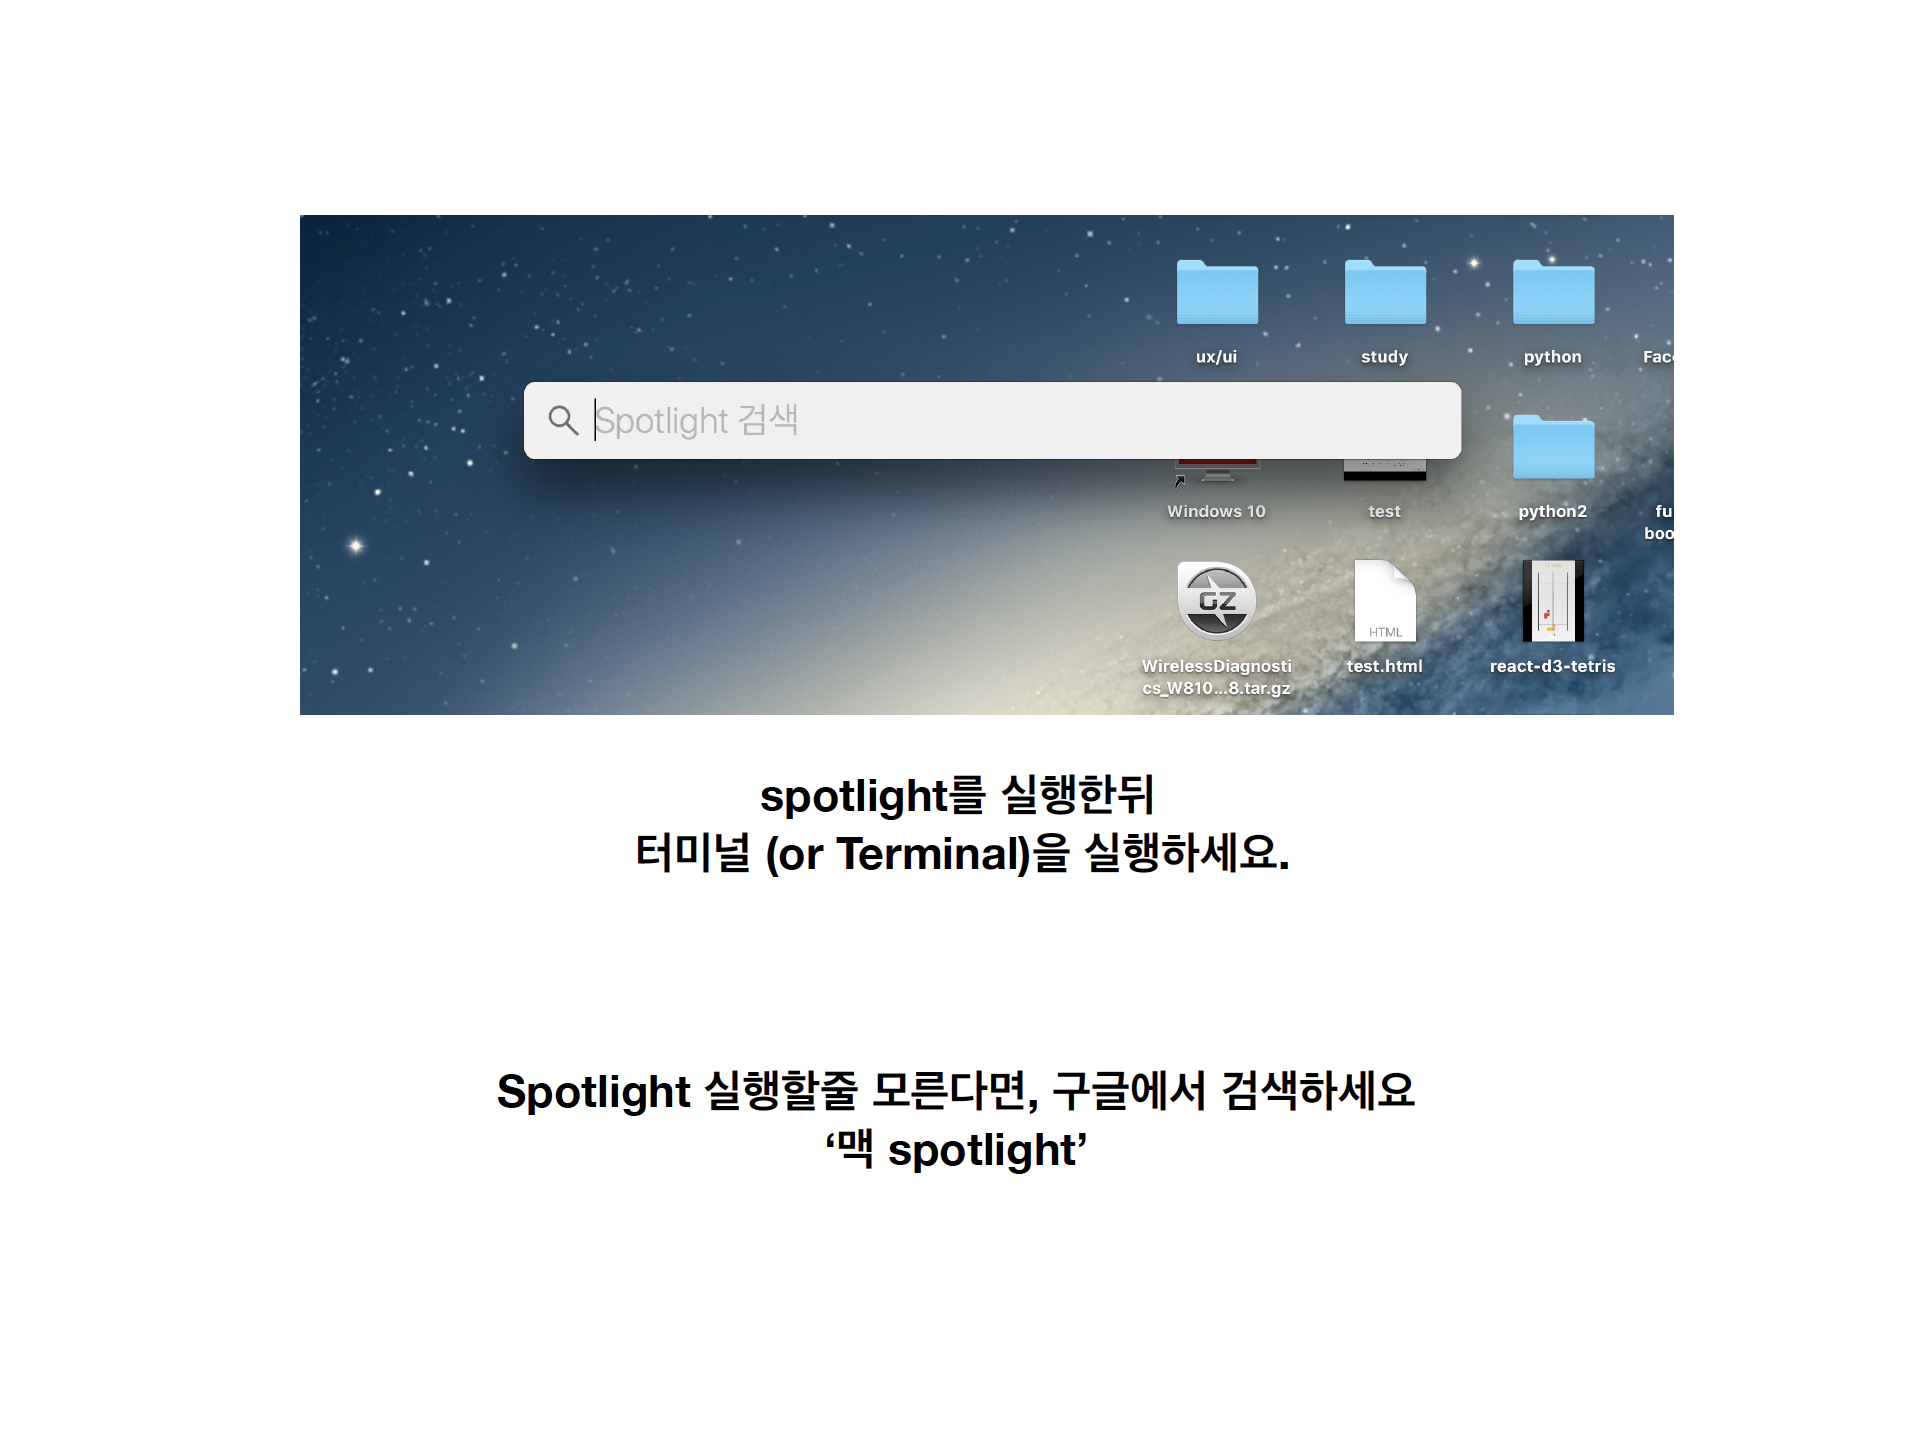 ux/ui
study
python
Fac
Spotlight 검색
Windows 10
test
python2
fu
boo
GZ
HTML
WirelessDiagnosti
cs_W810...8.tar.gz
test.html
react-d3-tetris
spotlight를 실행한뒤
터미널 (or Terminal)을 실행하세요.
Spotlight 실행할줄 모른다면, 구글에서 검색하세요
‘맥 spotlight’